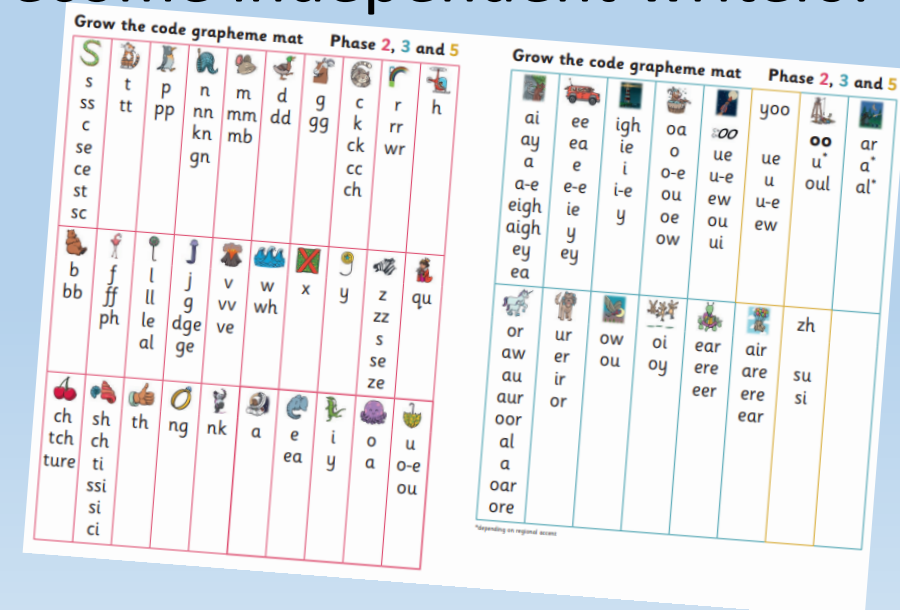 ecome independent writers.
Grow the code grapheme mat Phase 2, 3 and 5
s
ss
c
se
ce
st
sc
t
tt
p
pp
n
nn
kn
gn
m
mm
mb
d
dd
g
gg
c
k
ck
cc
ch
r
rr
wr
h
b
bb
f
ff
ph
l
ll
le
al
j
g
dge
ge
v
vv
ve
w
wh
x
y
z
zz
s
se
ze
qu
ch
tch
ture
sh
ch
ti
ssi
si
ci
th
ng
nk
a
e
ea
i
y
o
a
u
o-e
ou
Grow the code grapheme mat Phase 2, 3 and 5
ai
ay
a
a-e
eigh
aigh
ey
ea
ee
ea
e
e-e
ie
y
ey
igh
ie
i
i-e
y
oa
o
o-e
ou
oe
ow
oo
ue
u-e
ew
ou
ui
yoo
ue
u
u-e
ew
oo
u*
oul
ar
a*
al*
or
aw
au
aur
oor
al
a
oar
ore
ur
er
ir
or
ow
ou
oi
oy
ear
ere
eer
air
are
ere
ear
zh
su
si
*depending on regional accent